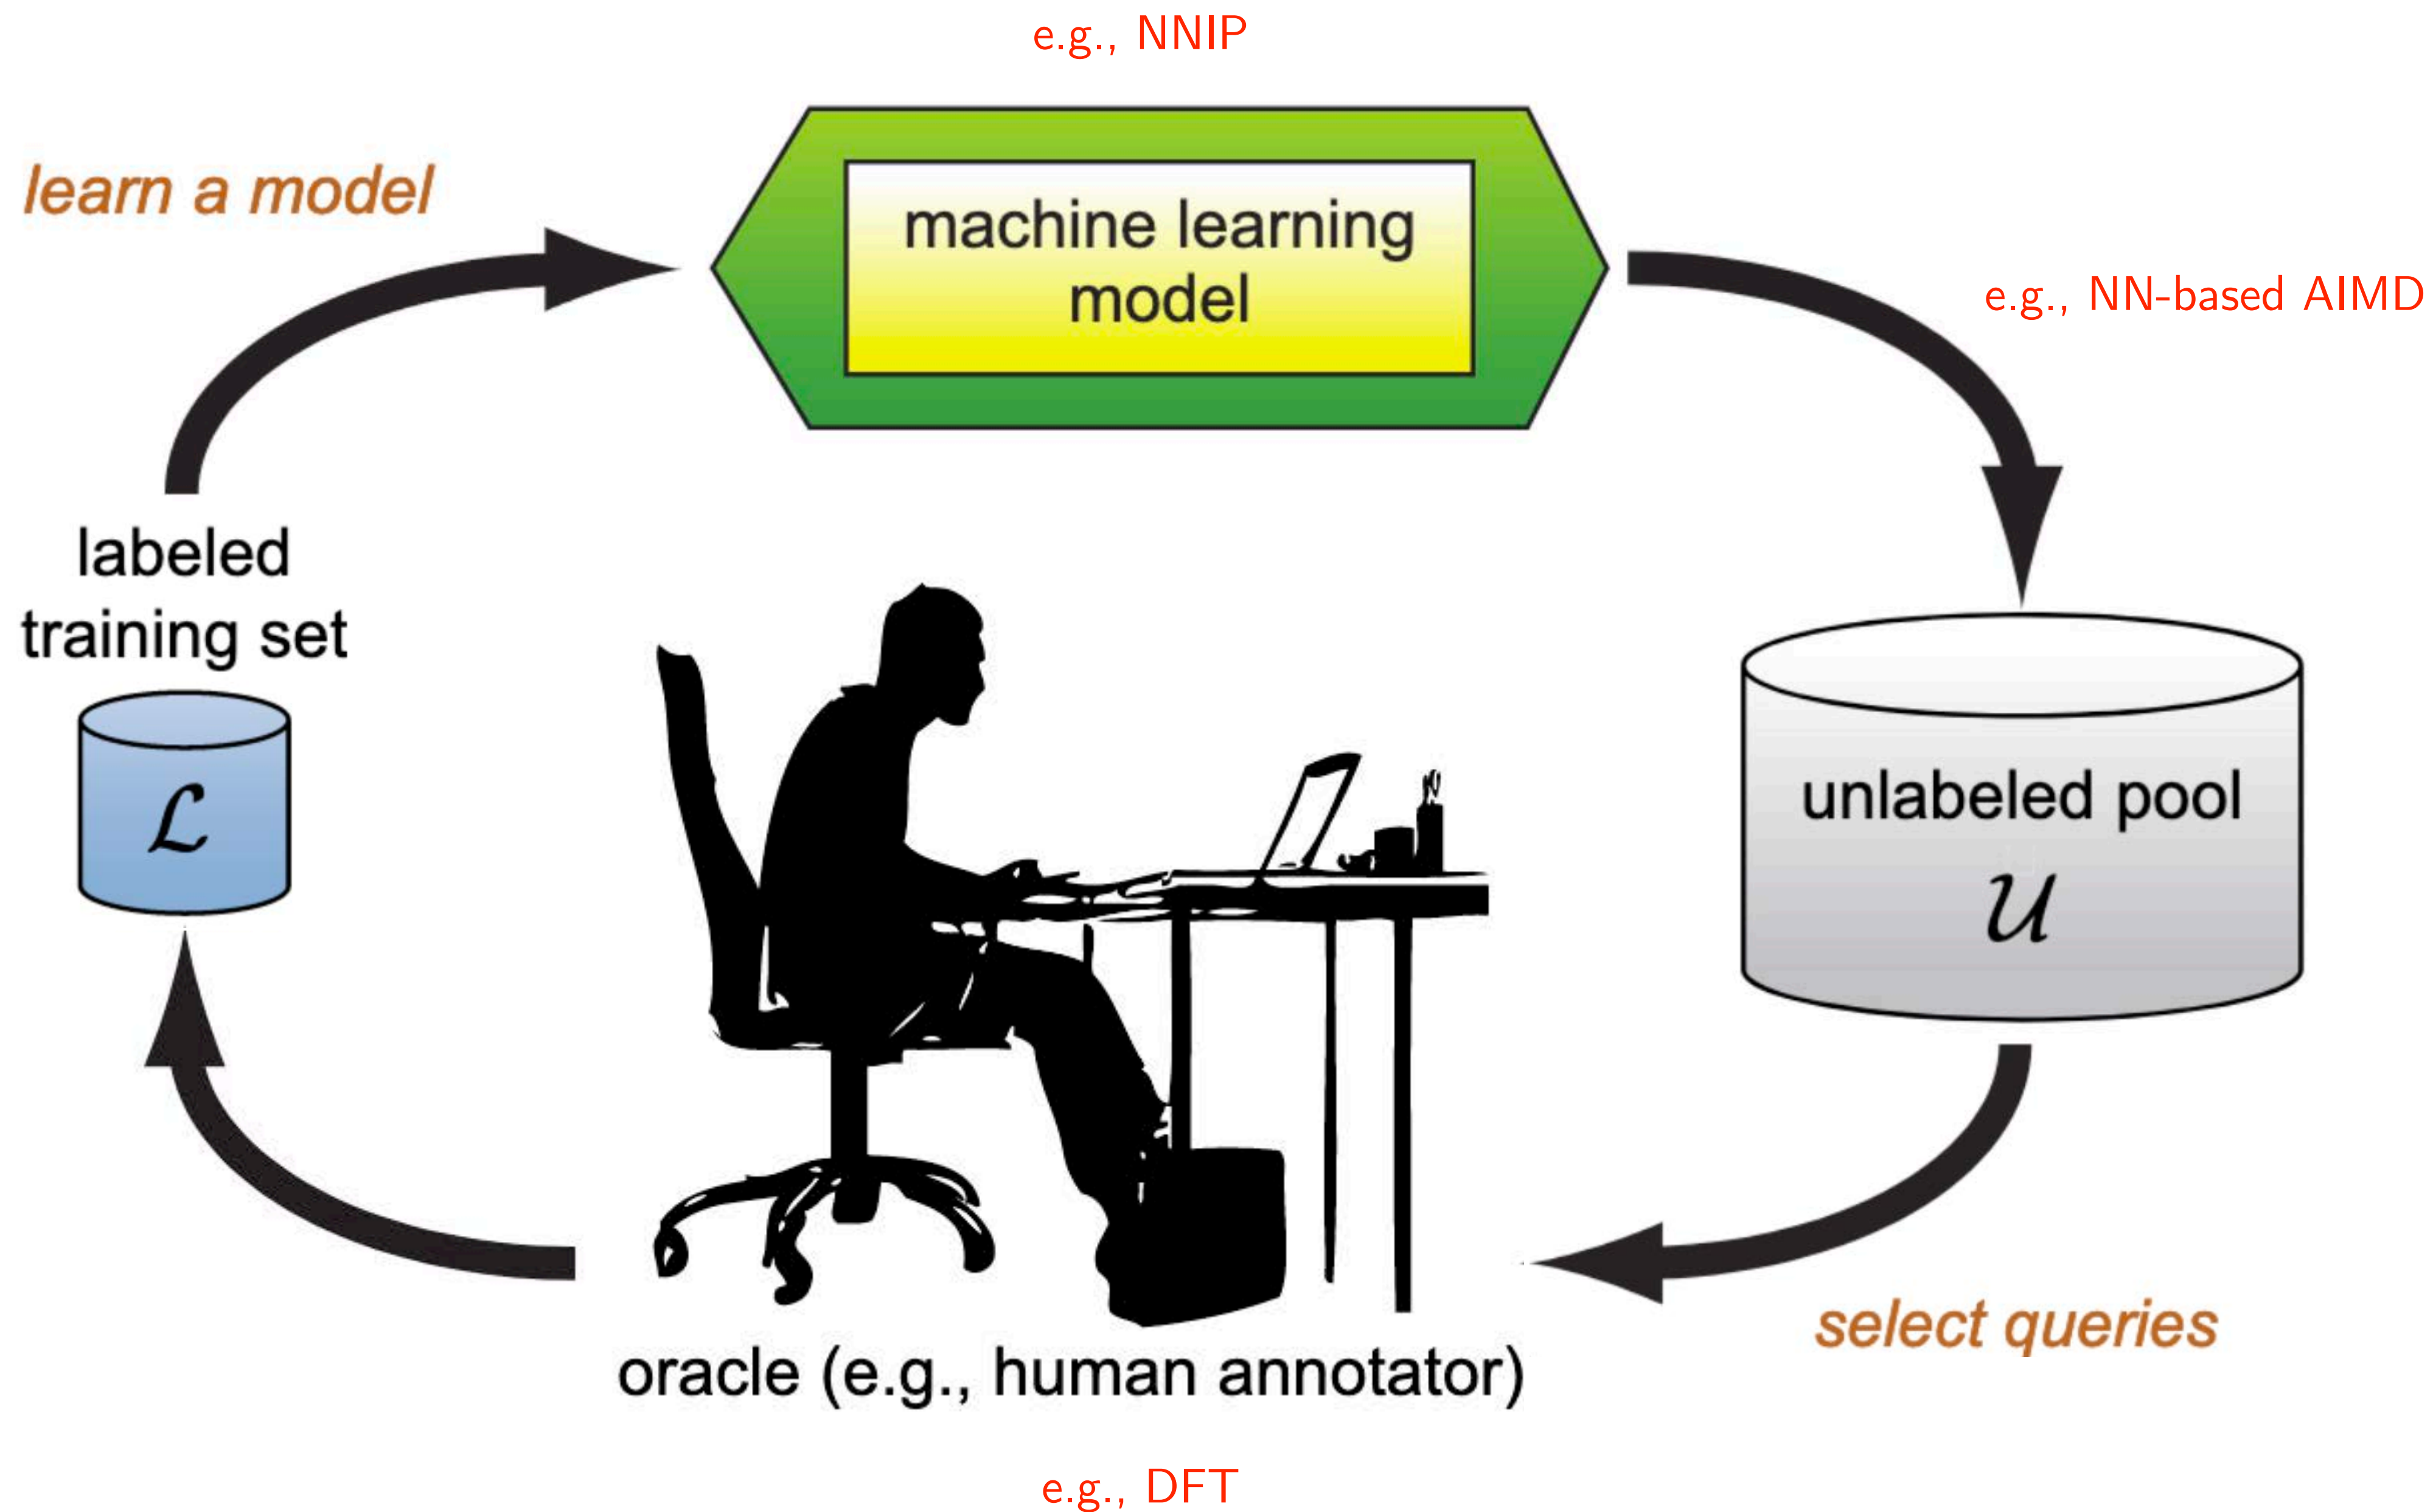 e.g., NNIP
learn a model
machine learning
model
e.g., NN-based AIMD
labeled
training set
ℒ
unlabeled pool
𝒰
select queries
oracle (e.g., human annotator)
e.g., DFT